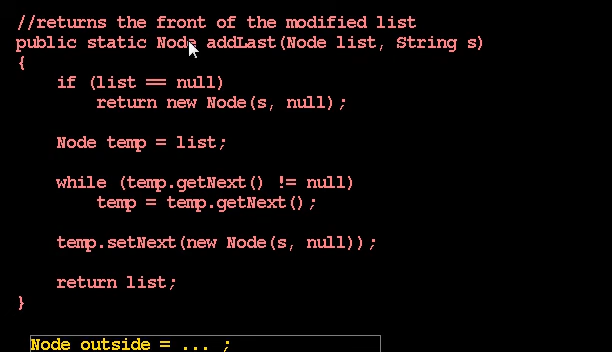 //returns the front of the modified list
public static Node addLast(Node list, String s)
{
    if (list == null)
        return new Node(s, null);
    Node temp = list;
    while (temp.getNext() != null)
        temp = temp.getNext();
    temp.setNext(new Node(s, null));
    return list;
}
Node outside = ... ;